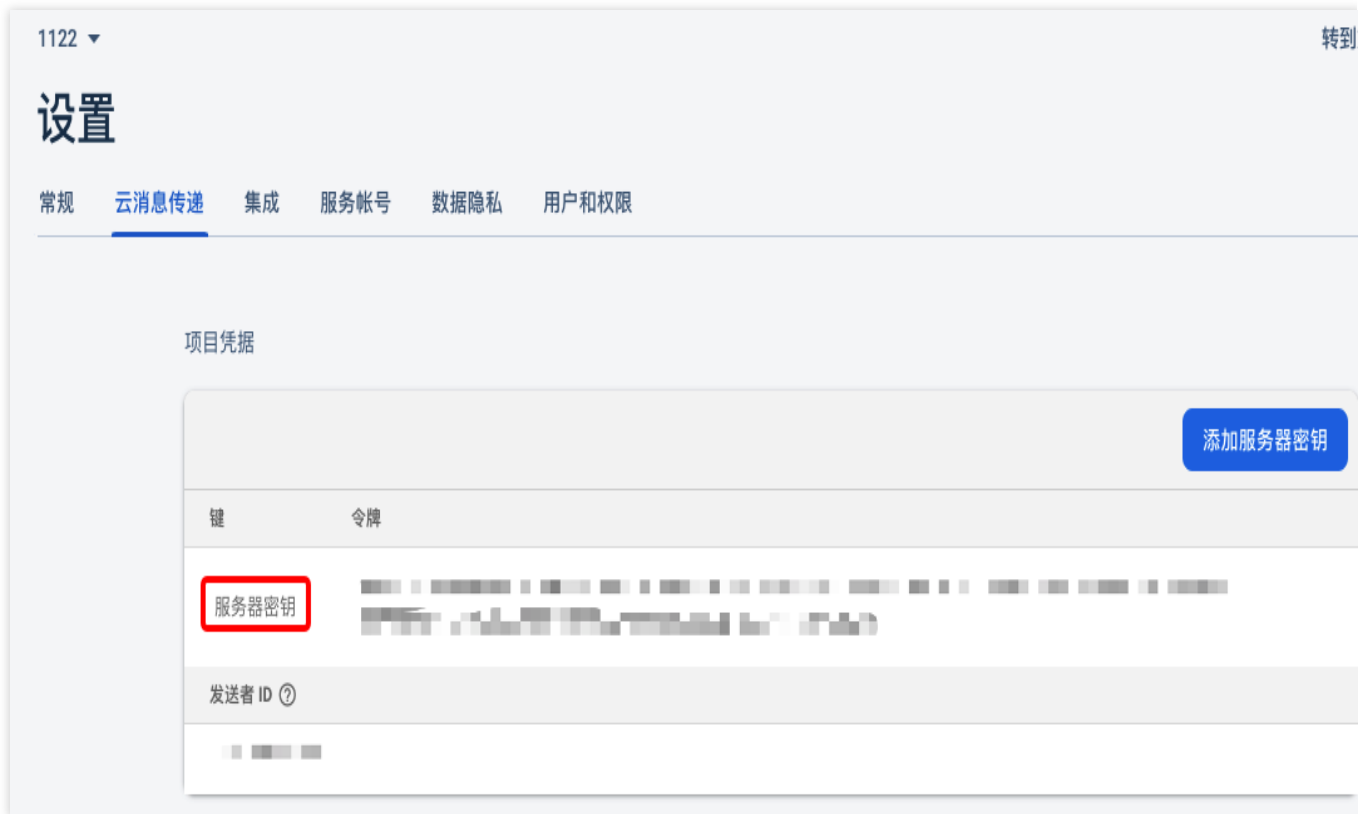 1122
转到
设置
常规 云消息传递 集成 服务帐号 数据隐私 用户和权限
项目凭据
添加服务器密钥
键 令牌
服务器密钥
发送者 ID